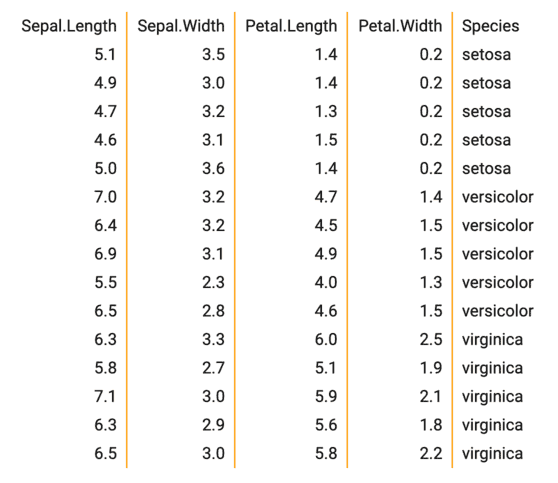 Sepal.Length Sepal.Width Petal.Length Petal.Width Species
5.1 3.5 1.4 0.2 setosa
4.9 3.0 1.4 0.2 setosa
4.7 3.2 1.3 0.2 setosa
4.6 3.1 1.5 0.2 setosa
5.0 3.6 1.4 0.2 setosa
7.0 3.2 4.7 1.4 versicolor
6.4 3.2 4.5 1.5 versicolor
6.9 3.1 4.9 1.5 versicolor
5.5 2.3 4.0 1.3 versicolor
6.5 2.8 4.6 1.5 versicolor
6.3 3.3 6.0 2.5 virginica
5.8 2.7 5.1 1.9 virginica
7.1 3.0 5.9 2.1 virginica
6.3 2.9 5.6 1.8 virginica
6.5 3.0 5.8 2.2 virginica